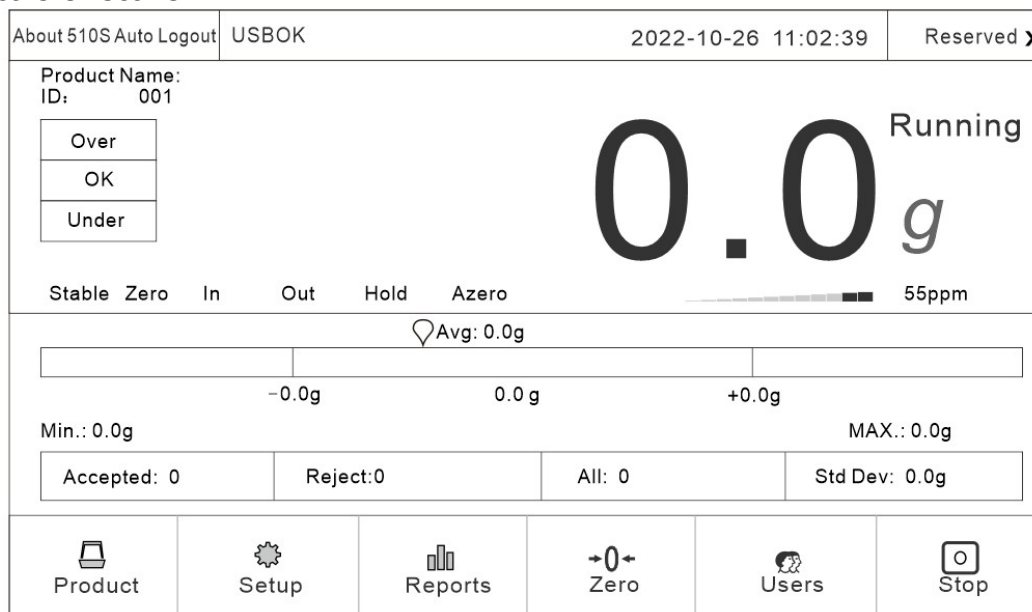 About 510S Auto Logout USBOK 2022-10-26 11:02:39 Reserved
Product Name:
ID: 001
Running
Over
OK
Under
0.0 g
Stable Zero In Out Hold Azero 55ppm
Avg: 0.0g
-0.0g 0.0 g +0.0g
Min.: 0.0g MAX.: 0.0g
Accepted: 0 Reject:0 All: 0 Std Dev: 0.0g
Product Setup Reports →0← Zero Users Stop